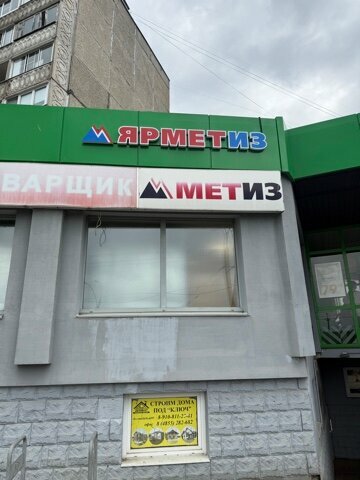 ЯРМЕТИЗ
ВАРЩИК
МЕТИЗ
СТРОИМ ДОМА
ПОД "КЛЮЧ"